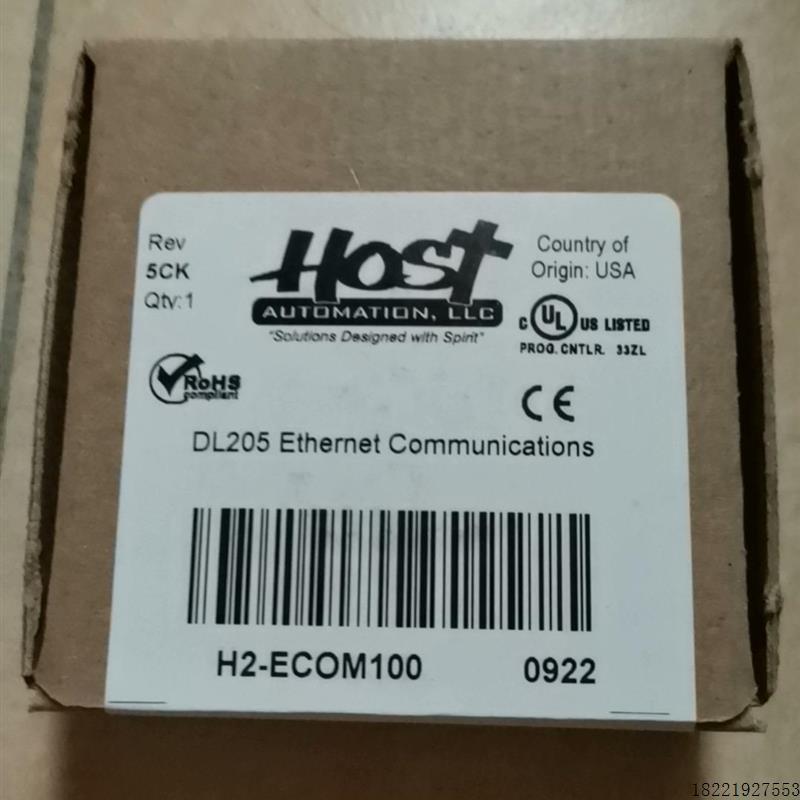 Rev
5CK
Qty:1
HOST
AUTOMATION, LLC
"Solutions Designed with Spirit"
Country of
Origin: USA
C UL US LISTED
PROG. CNTLR. 33ZL
RoHS
compliant
CE
DL205 Ethernet Communications
H2-ECOM100 0922
18221927553